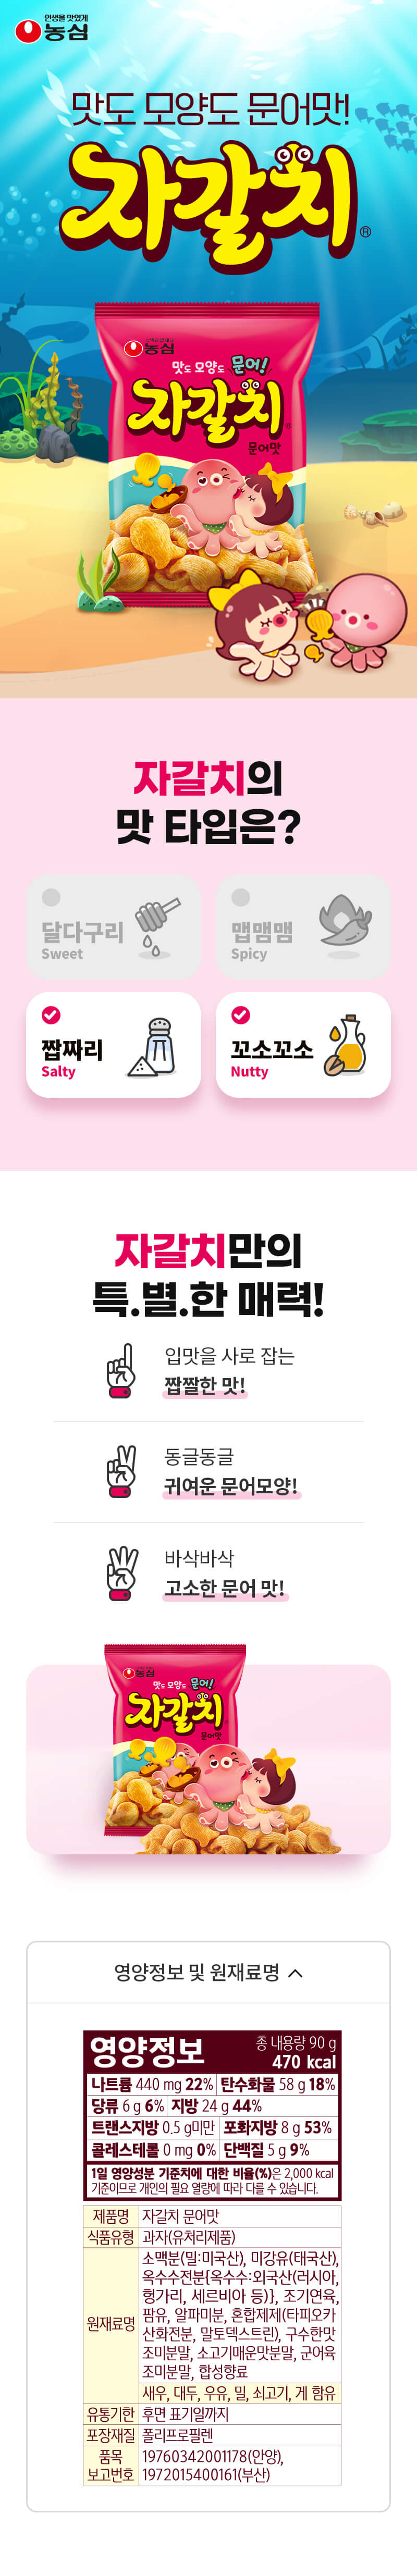 인생을 맛있게
농심
맛도 모양도 문어맛!
자갈치®
농심
맛도 모양도 문어!
자갈치
문어맛
자갈치의
맛 타입은?
달다구리
Sweet
맵맴맴
Spicy
짭짜리
Salty
꼬소꼬소
Nutty
자갈치만의
특.별.한 매력!
입맛을 사로 잡는
짭짤한 맛!
동글동글
귀여운 문어모양!
바삭바삭
고소한 문어 맛!
농심
맛도 모양도 문어!
자갈치
문어맛
영양정보 및 원재료명
영양정보 총 내용량 90 g
470 kcal
나트륨 440 mg 22% 탄수화물 58 g 18%
당류 6 g 6% 지방 24 g 44%
트랜스지방 0.5 g미만 포화지방 8 g 53%
콜레스테롤 0 mg 0% 단백질 5 g 9%
1일 영양성분 기준치에 대한 비율(%)은 2,000 kcal
기준이므로 개인의 필요 열량에 따라 다를 수 있습니다.
제품명 자갈치 문어맛
식품유형 과자(유처리제품)
원재료명 소맥분(밀:미국산), 미강유(태국산),
옥수수전분{옥수수:외국산(러시아,
헝가리, 세르비아 등)}, 조기연육,
팜유, 알파미분, 혼합제제(타피오카
산화전분, 말토덱스트린), 구수한맛
조미분말, 소고기매운맛분말, 군어육
조미분말, 합성향료
새우, 대두, 우유, 밀, 쇠고기, 게 함유
유통기한 후면 표기일까지
포장재질 폴리프로필렌
품목 19760342001178(안양),
보고번호 1972015400161(부산)